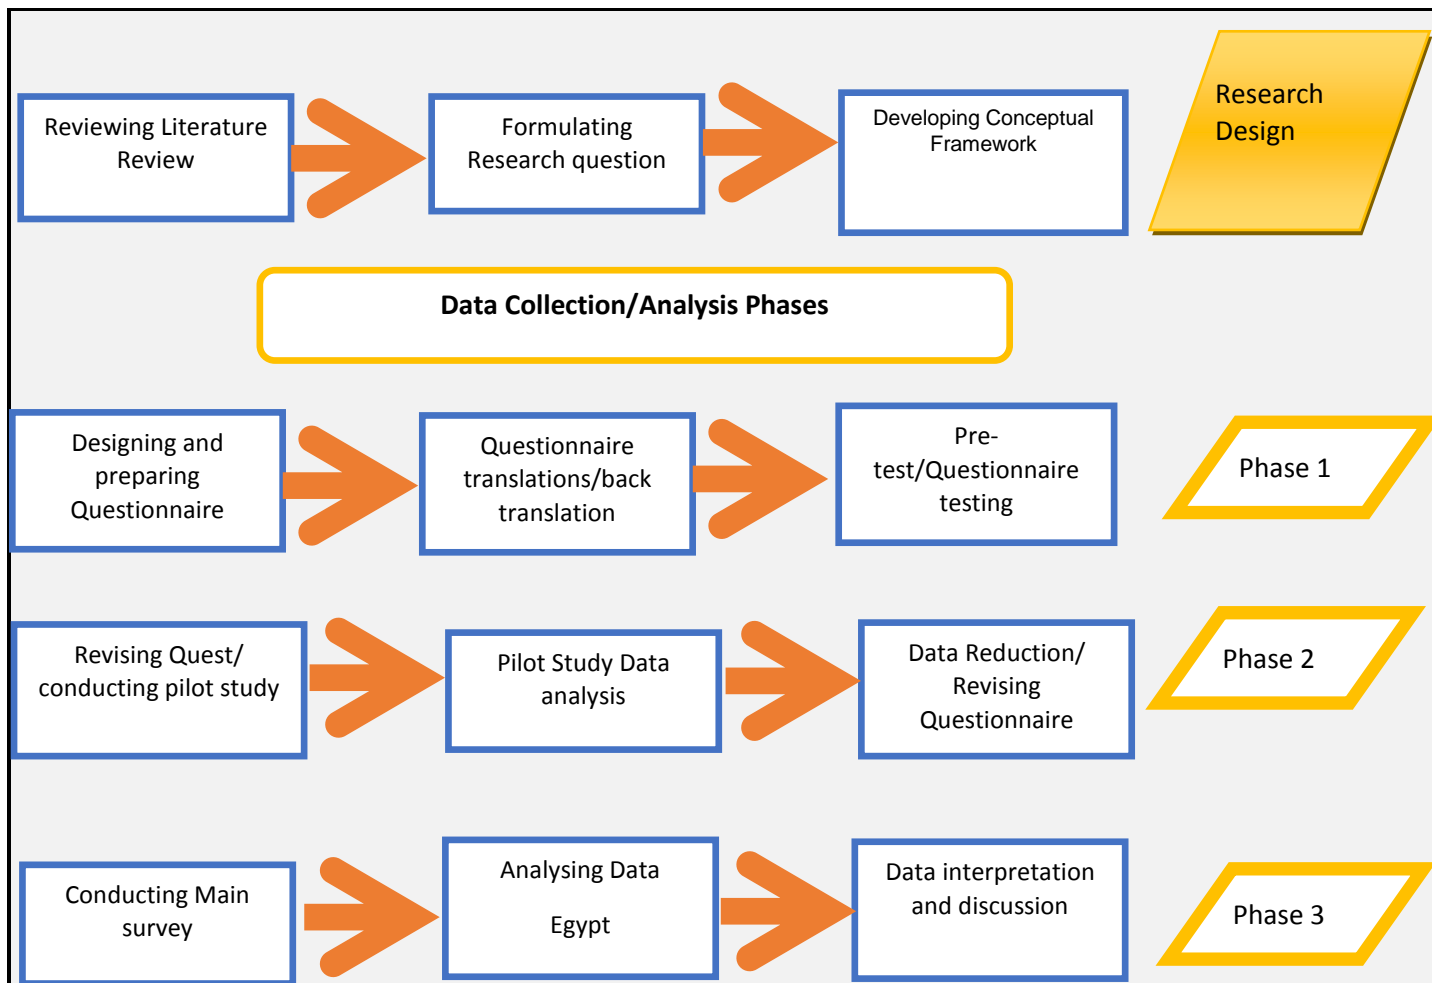 Reviewing Literature
Review
Formulating
Research question
Developing Conceptual
Framework
Research
Design
Data Collection/Analysis Phases
Designing and
preparing
Questionnaire
Questionnaire
translations/back
translation
Pre-
test/Questionnaire
testing
Phase 1
Revising Quest/
conducting pilot study
Pilot Study Data
analysis
Data Reduction/
Revising
Questionnaire
Phase 2
Conducting Main
survey
Analysing Data
Egypt
Data interpretation
and discussion
Phase 3